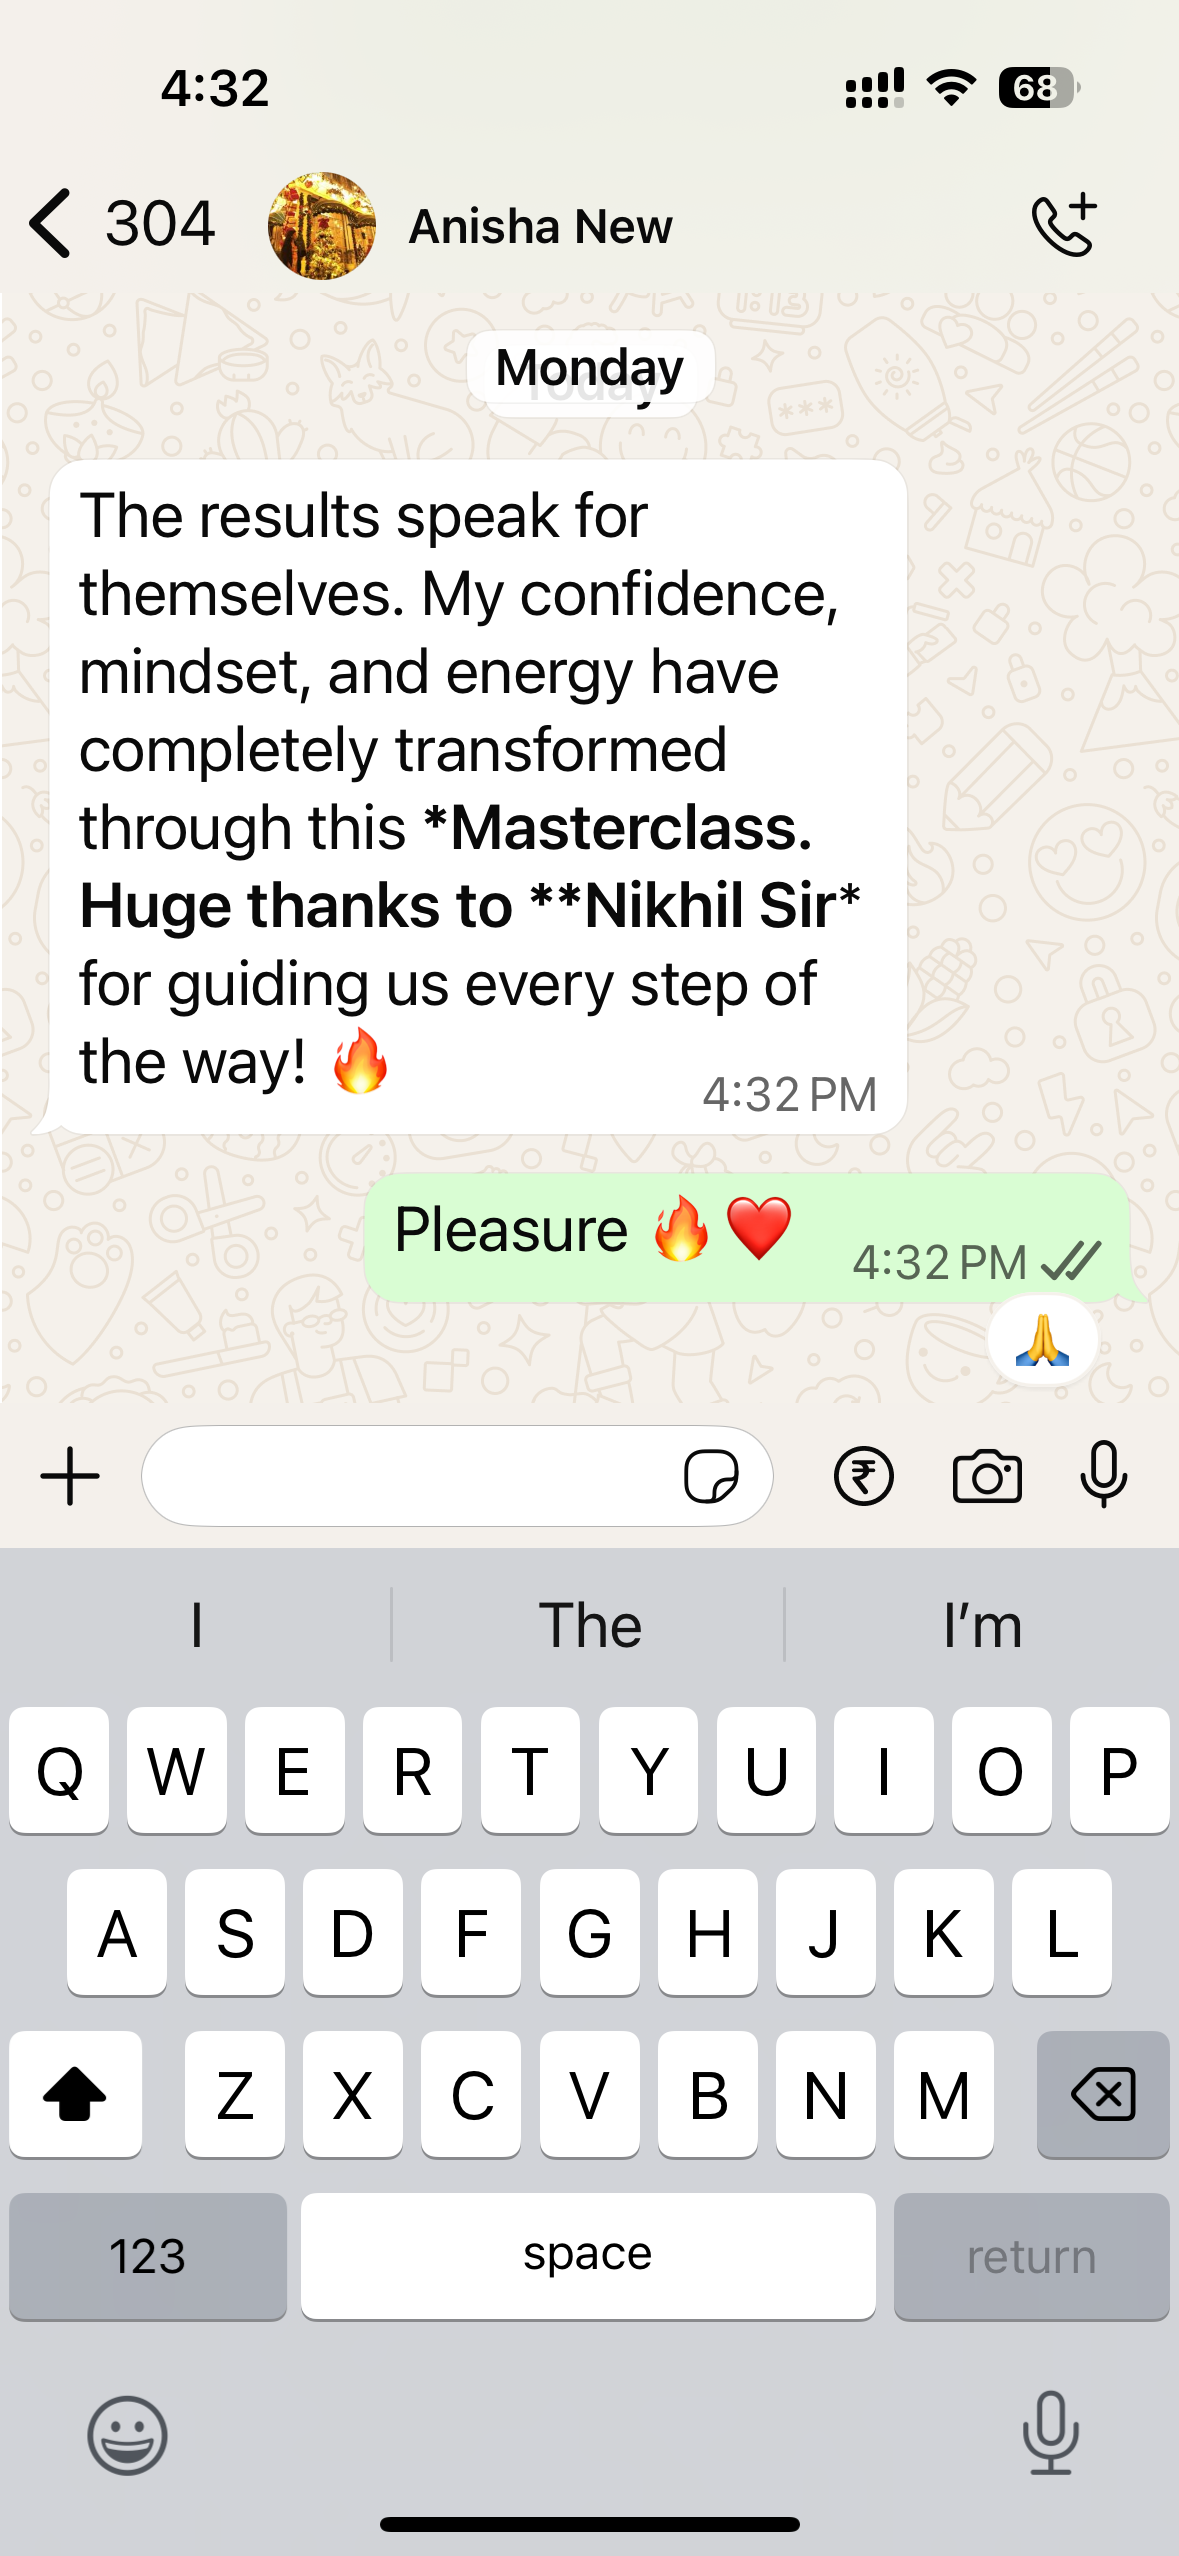 4:32
68
304
Anisha New
Monday
Today
The results speak for
themselves. My confidence,
mindset, and energy have
completely transformed
through this *Masterclass.
Huge thanks to **Nikhil Sir*
for guiding us every step of
the way! 🔥
4:32 PM
Pleasure 🔥❤️
4:32 PM
🙏
I
The
I’m
Q W E R T Y U I O P
A S D F G H J K L
Z X C V B N M
123
space
return